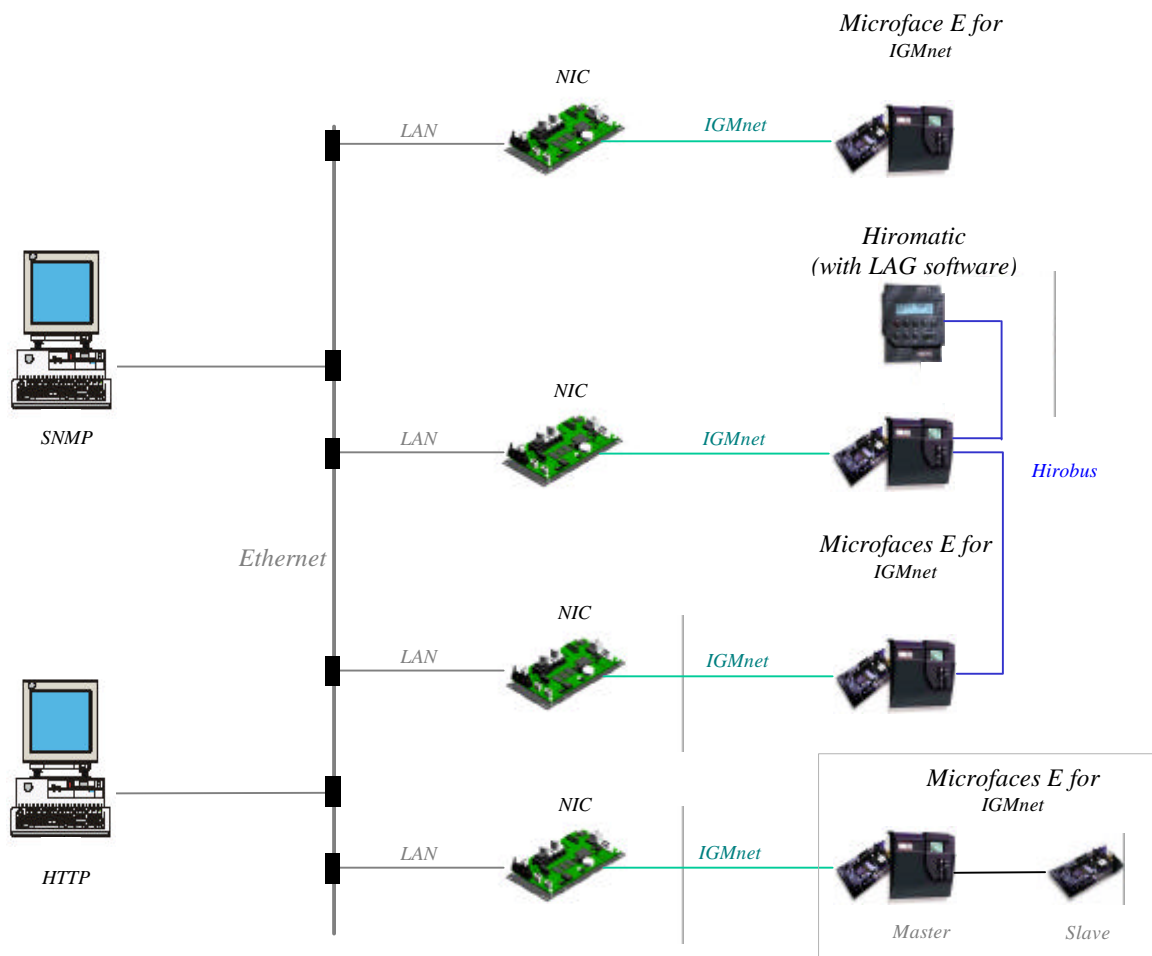 Microface E for
IGMnet
NIC
LAN
IGMnet
Hiromatic
(with LAG software)
NIC
SNMP
LAN
IGMnet
Hirobus
Ethernet
Microfaces E for
IGMnet
NIC
LAN
IGMnet
Microfaces E for
IGMnet
NIC
LAN
IGMnet
HTTP
Master
Slave